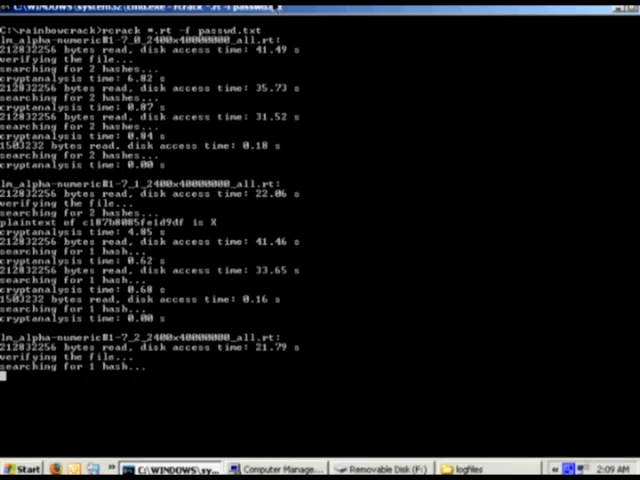 C:\WINDOWS\system32\cmd.exe - rcrack *.rt -f passwd.txt
C:\rainbowcrack>rcrack *.rt -f passwd.txt
lm_alpha-numeric#1-7_0_2400x40000000_all.rt:
212832256 bytes read, disk access time: 41.49 s
verifying the file...
searching for 2 hashes...
cryptanalysis time: 6.82 s
212832256 bytes read, disk access time: 35.73 s
searching for 2 hashes...
cryptanalysis time: 0.87 s
212832256 bytes read, disk access time: 31.52 s
searching for 2 hashes...
cryptanalysis time: 0.84 s
1503232 bytes read, disk access time: 0.18 s
searching for 2 hashes...
cryptanalysis time: 0.00 s
lm_alpha-numeric#1-7_1_2400x40000000_all.rt:
212832256 bytes read, disk access time: 22.06 s
verifying the file...
searching for 2 hashes...
plaintext of c187b8085fe1d9df is X
cryptanalysis time: 4.85 s
212832256 bytes read, disk access time: 41.46 s
searching for 1 hash...
cryptanalysis time: 0.62 s
212832256 bytes read, disk access time: 33.65 s
searching for 1 hash...
cryptanalysis time: 0.68 s
1503232 bytes read, disk access time: 0.16 s
searching for 1 hash...
cryptanalysis time: 0.00 s
lm_alpha-numeric#1-7_2_2400x40000000_all.rt:
212832256 bytes read, disk access time: 21.79 s
verifying the file...
searching for 1 hash...
Start
»
C:\WINDOWS\sy...
Computer Manage...
Removable Disk (F:)
logfiles
«
2:09 AM